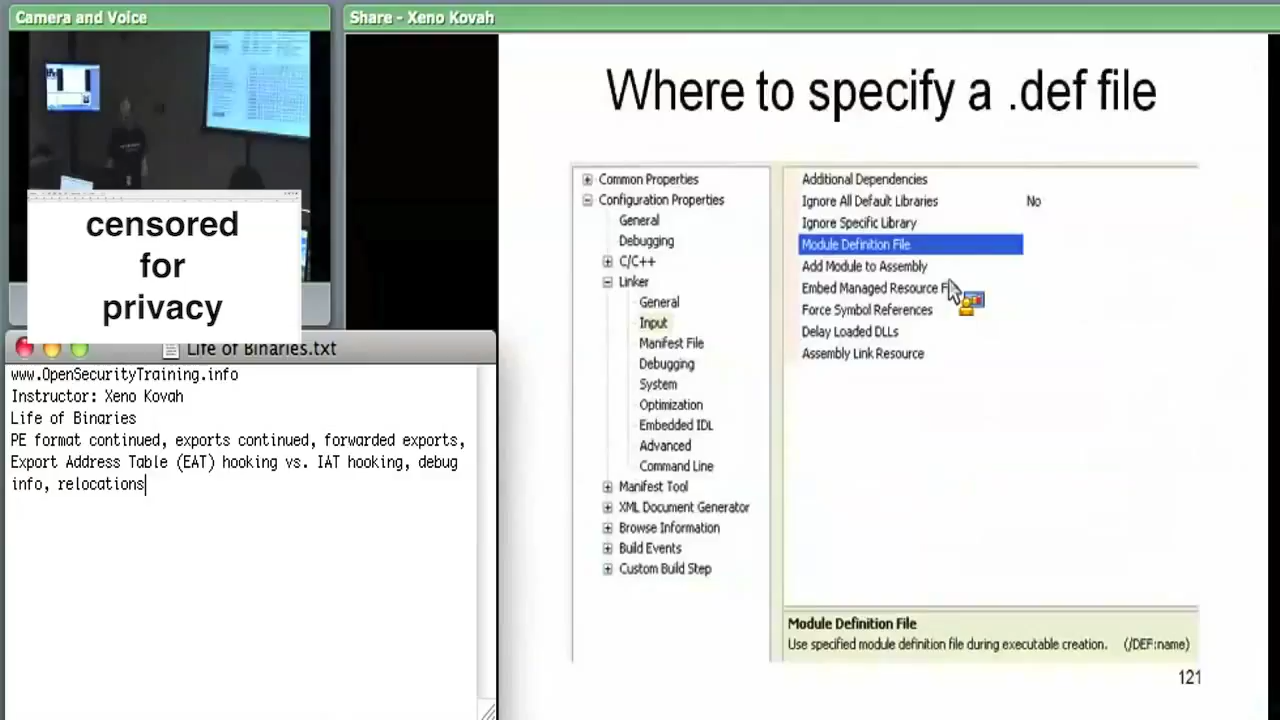 Camera and Voice
Share - Xeno Kovah
censored
for
privacy
Life of Binaries.txt
www.OpenSecurityTraining.info
Instructor: Xeno Kovah
Life of Binaries
PE format continued, exports continued, forwarded exports,
Export Address Table (EAT) hooking vs. IAT hooking, debug
info, relocations
Where to specify a .def file
Common Properties
Configuration Properties
General
Debugging
C/C++
Linker
General
Input
Manifest File
Debugging
System
Optimization
Embedded IDL
Advanced
Command Line
Manifest Tool
XML Document Generator
Browse Information
Build Events
Custom Build Step
Additional Dependencies
Ignore All Default Libraries No
Ignore Specific Library
Module Definition File
Add Module to Assembly
Embed Managed Resource F
Force Symbol References
Delay Loaded DLLs
Assembly Link Resource
Module Definition File
Use specified module definition file during executable creation. (/DEF:name)
121